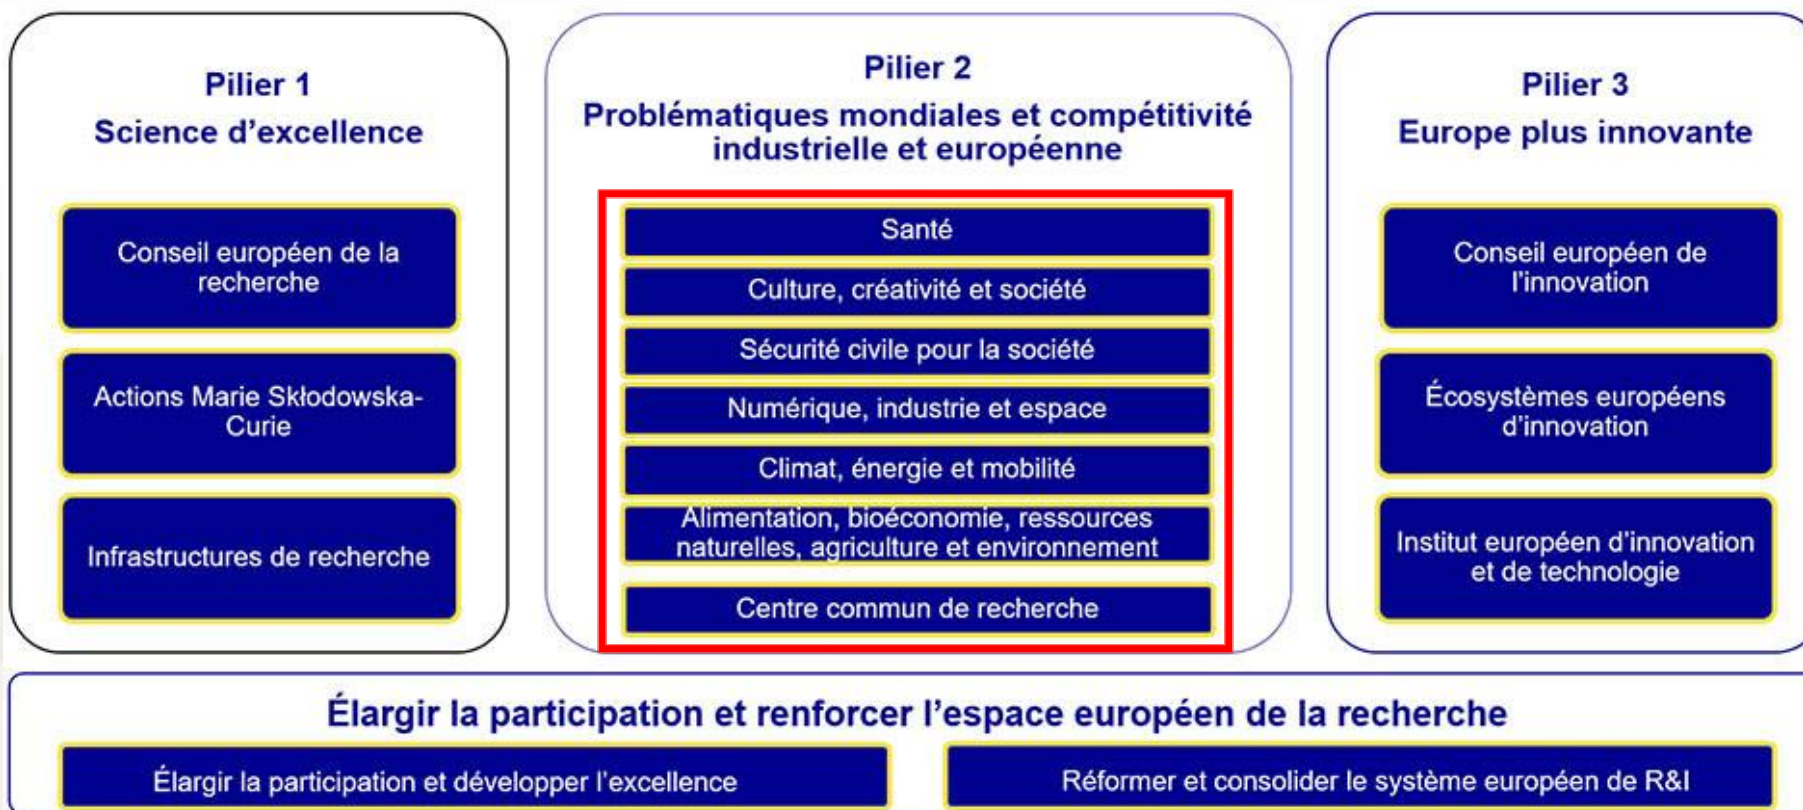 Pilier 1
Science d'excellence
Conseil européen de la
recherche
Actions Marie Skłodowska-
Curie
Infrastructures de recherche
Pilier 2
Problématiques mondiales et compétitivité
industrielle et européenne
Santé
Culture, créativité et société
Sécurité civile pour la société
Numérique, industrie et espace
Climat, énergie et mobilité
Alimentation, bioéconomie, ressources
naturelles, agriculture et environnement
Centre commun de recherche
Pilier 3
Europe plus innovante
Conseil européen de
l'innovation
Écosystèmes européens
d'innovation
Institut européen d'innovation
et de technologie
Élargir la participation et renforcer l'espace européen de la recherche
Élargir la participation et développer l'excellence
Réformer et consolider le système européen de R&I